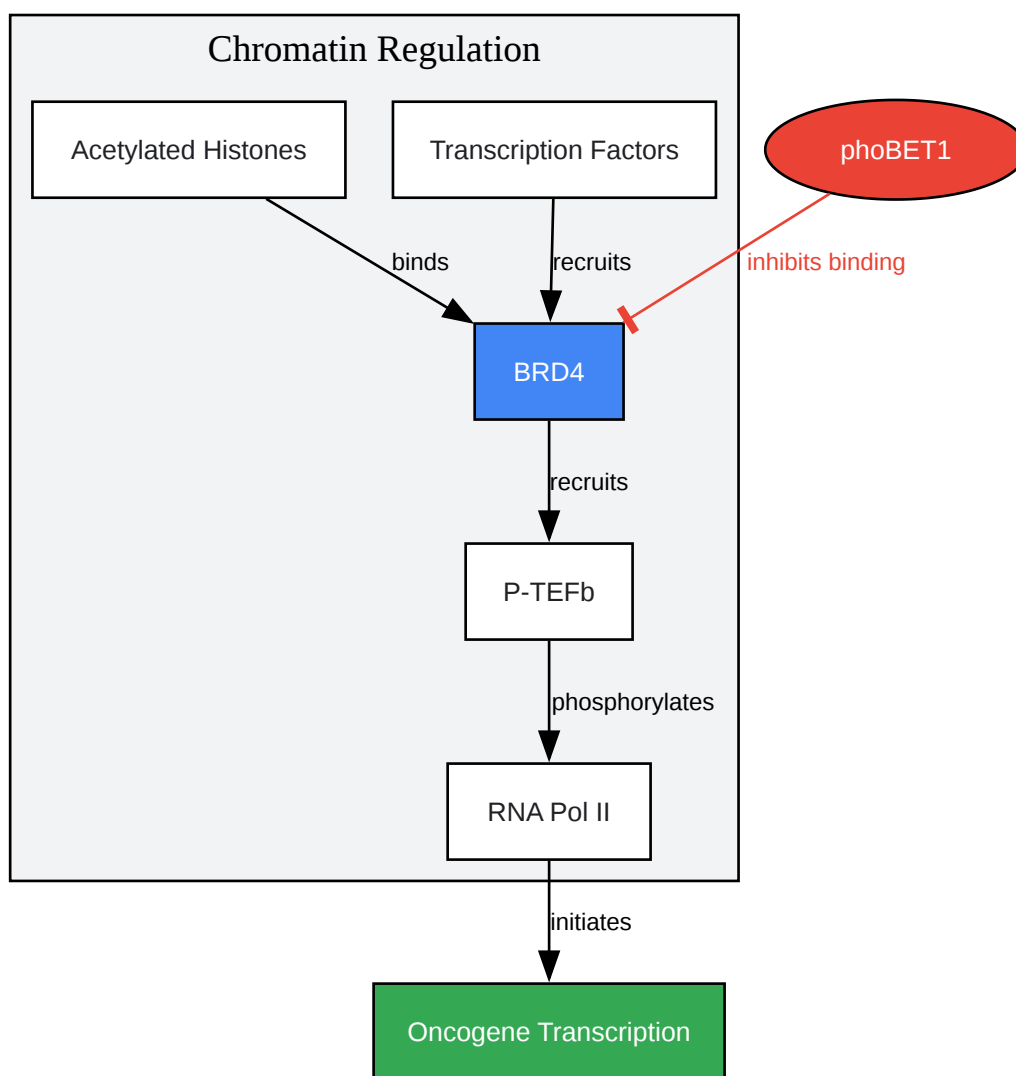 Chromatin Regulation
Acetylated Histones
Transcription Factors
phoBET1
binds
recruits
inhibits binding
BRD4
recruits
P-TEFb
phosphorylates
RNA Pol II
initiates
Oncogene Transcription